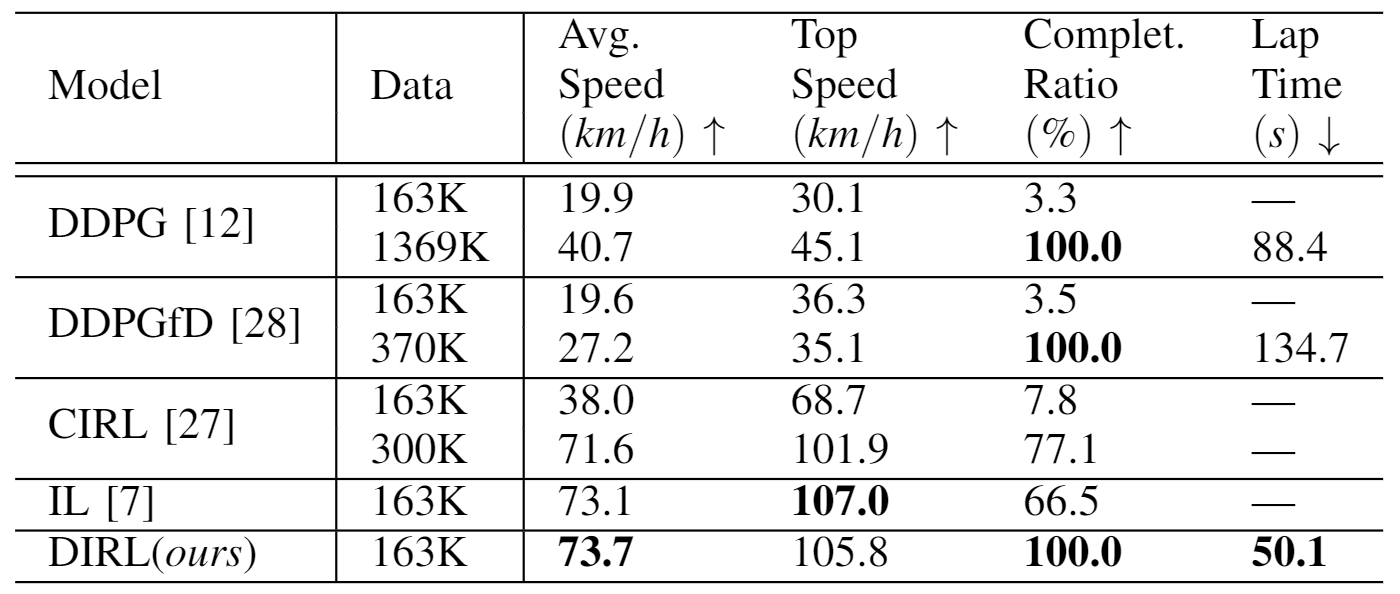 Model Data Avg. Speed (km/h) ↑ Top Speed (km/h) ↑ Complet. Ratio (%) ↑ Lap Time (s) ↓
DDPG [12] 163K 19.9 30.1 3.3 —
1369K 40.7 45.1 100.0 88.4
DDPGfD [28] 163K 19.6 36.3 3.5 —
370K 27.2 35.1 100.0 134.7
CIRL [27] 163K 38.0 68.7 7.8 —
300K 71.6 101.9 77.1 —
IL [7] 163K 73.1 107.0 66.5 —
DIRL(ours) 163K 73.7 105.8 100.0 50.1